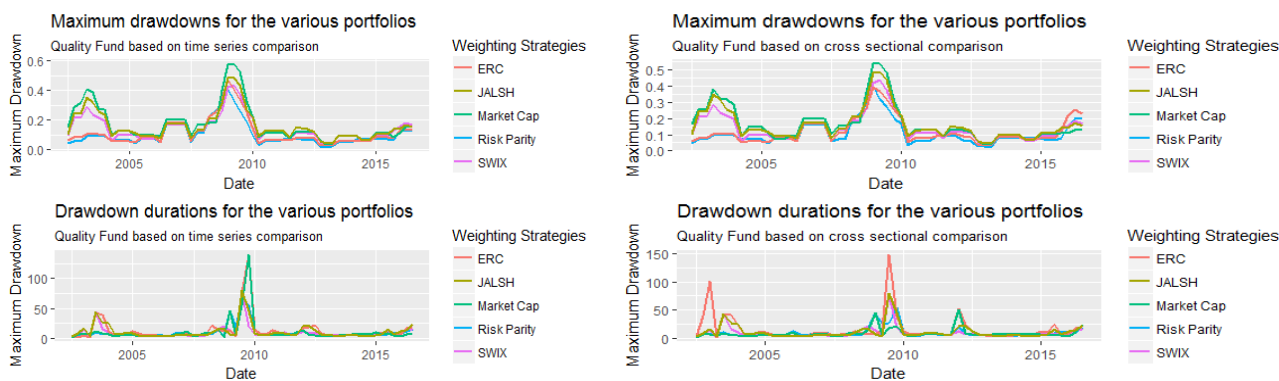 Maximum drawdowns for the various portfolios
Quality Fund based on time series comparison
Maximum Drawdown
0.6
0.4
0.2
0.0
2005
2010
2015
Date
Weighting Strategies
ERC
JALSH
Market Cap
Risk Parity
SWIX
Maximum drawdowns for the various portfolios
Quality Fund based on cross sectional comparison
Maximum Drawdown
0.5
0.4
0.3
0.2
0.1
0.0
2005
2010
2015
Date
Weighting Strategies
ERC
JALSH
Market Cap
Risk Parity
SWIX
Drawdown durations for the various portfolios
Quality Fund based on time series comparison
Maximum Drawdown
100
50
0
2005
2010
2015
Date
Weighting Strategies
ERC
JALSH
Market Cap
Risk Parity
SWIX
Drawdown durations for the various portfolios
Quality Fund based on cross sectional comparison
Maximum Drawdown
150
100
50
0
2005
2010
2015
Date
Weighting Strategies
ERC
JALSH
Market Cap
Risk Parity
SWIX